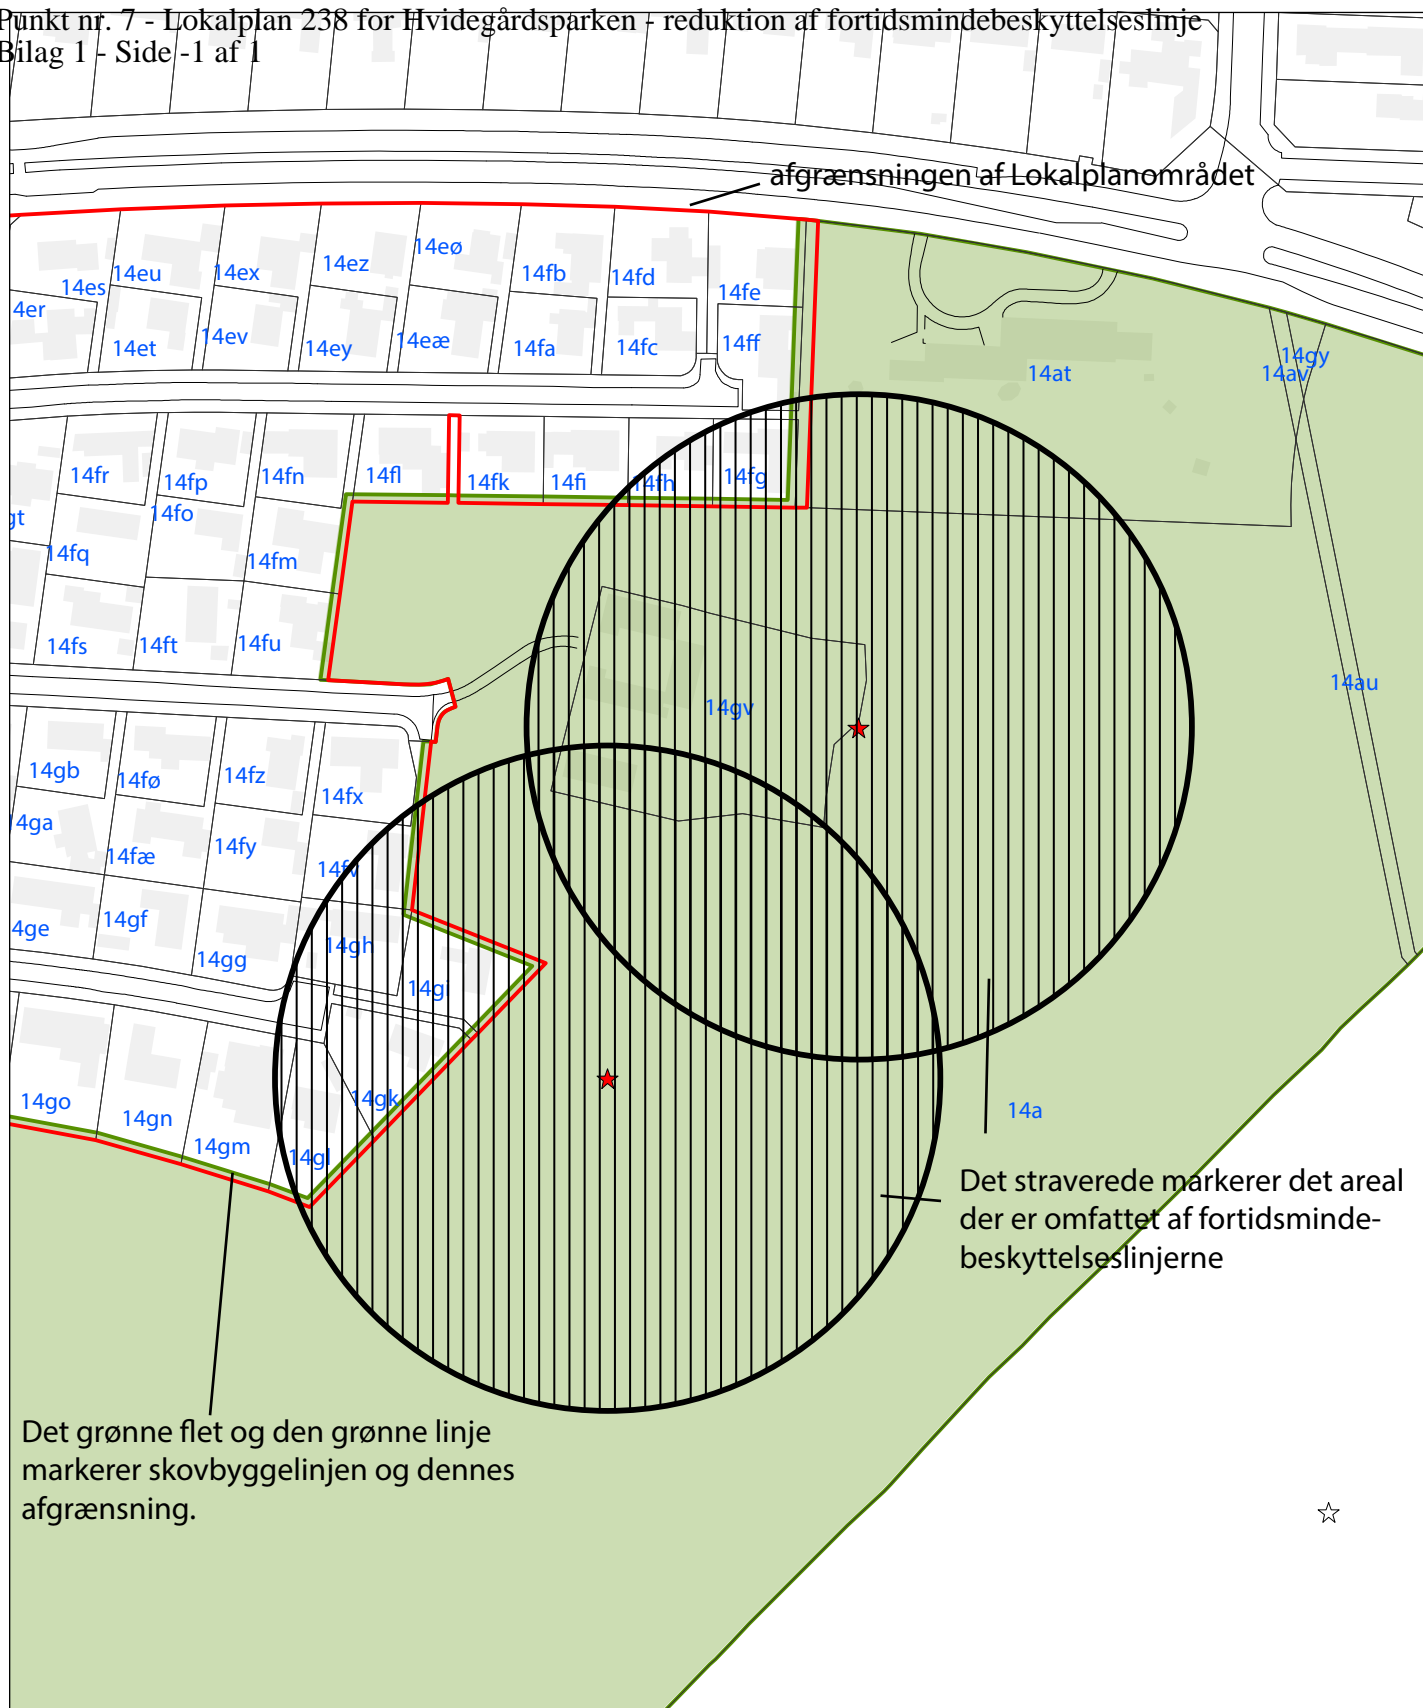 Punkt nr. 7 - Lokalplan 238 for Hvidegårdsparken - reduktion af fortidsmindebeskyttelseslinje
Bilag 1 - Side -1 af 1
afgrænsningen af Lokalplanområdet
14eø
14ez
14eu
14ex
14fb
14fd
14es
14fe
4er
14ev
14et
14ey
14eæ
14fa
14fc
14ff
14gy
14av
14at
14fr
14fp
14fn
14fl
14fk
14fi
14fh
14fg
gt
14fo
14fq
14fm
14fs
14ft
14fu
14au
14gv
14gb
14fø
14fz
14fx
4ga
14fæ
14fy
14fv
4ge
14gf
14gg
14gh
14gi
14go
14gn
14gm
14gk
14gl
14a
Det straverede markerer det areal
der er omfattet af fortidsminde-
beskyttelseslinjerne
Det grønne flet og den grønne linje
markerer skovbyggelinjen og dennes
afgrænsning.